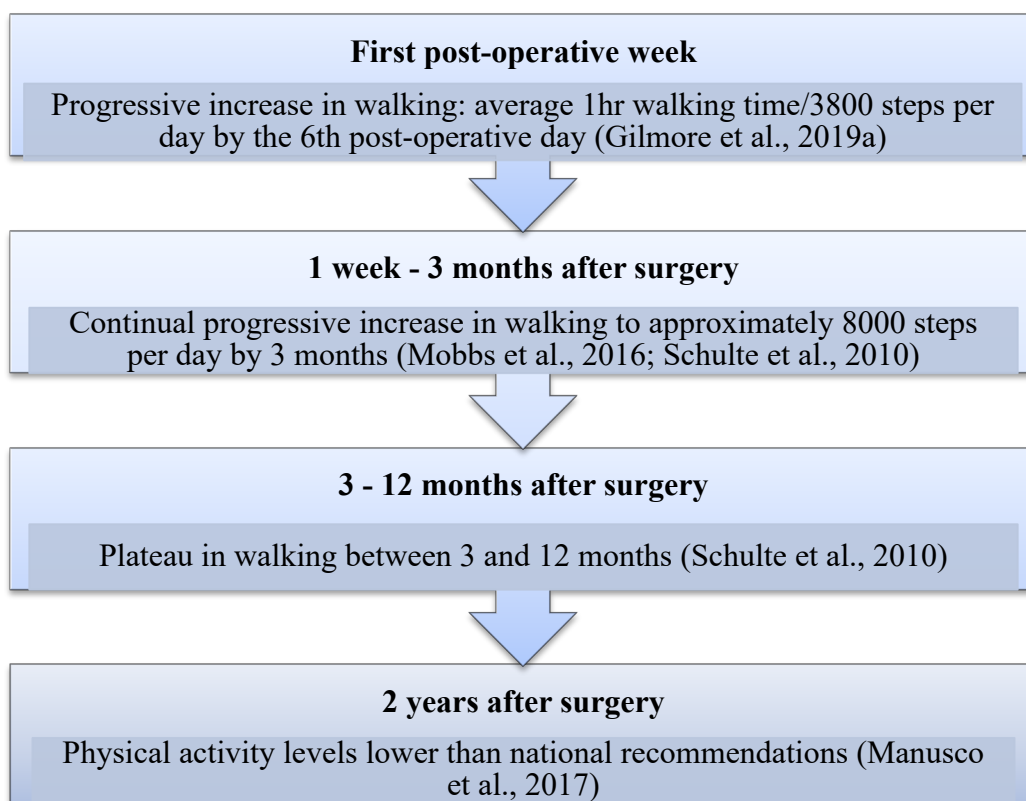 First post-operative week
Progressive increase in walking: average 1hr walking time/3800 steps per
day by the 6th post-operative day (Gilmore et al., 2019a)
1 week - 3 months after surgery
Continual progressive increase in walking to approximately 8000 steps
per day by 3 months (Mobbs et al., 2016; Schulte et al., 2010)
3 - 12 months after surgery
Plateau in walking between 3 and 12 months (Schulte et al., 2010)
2 years after surgery
Physical activity levels lower than national recommendations (Manusco
et al., 2017)